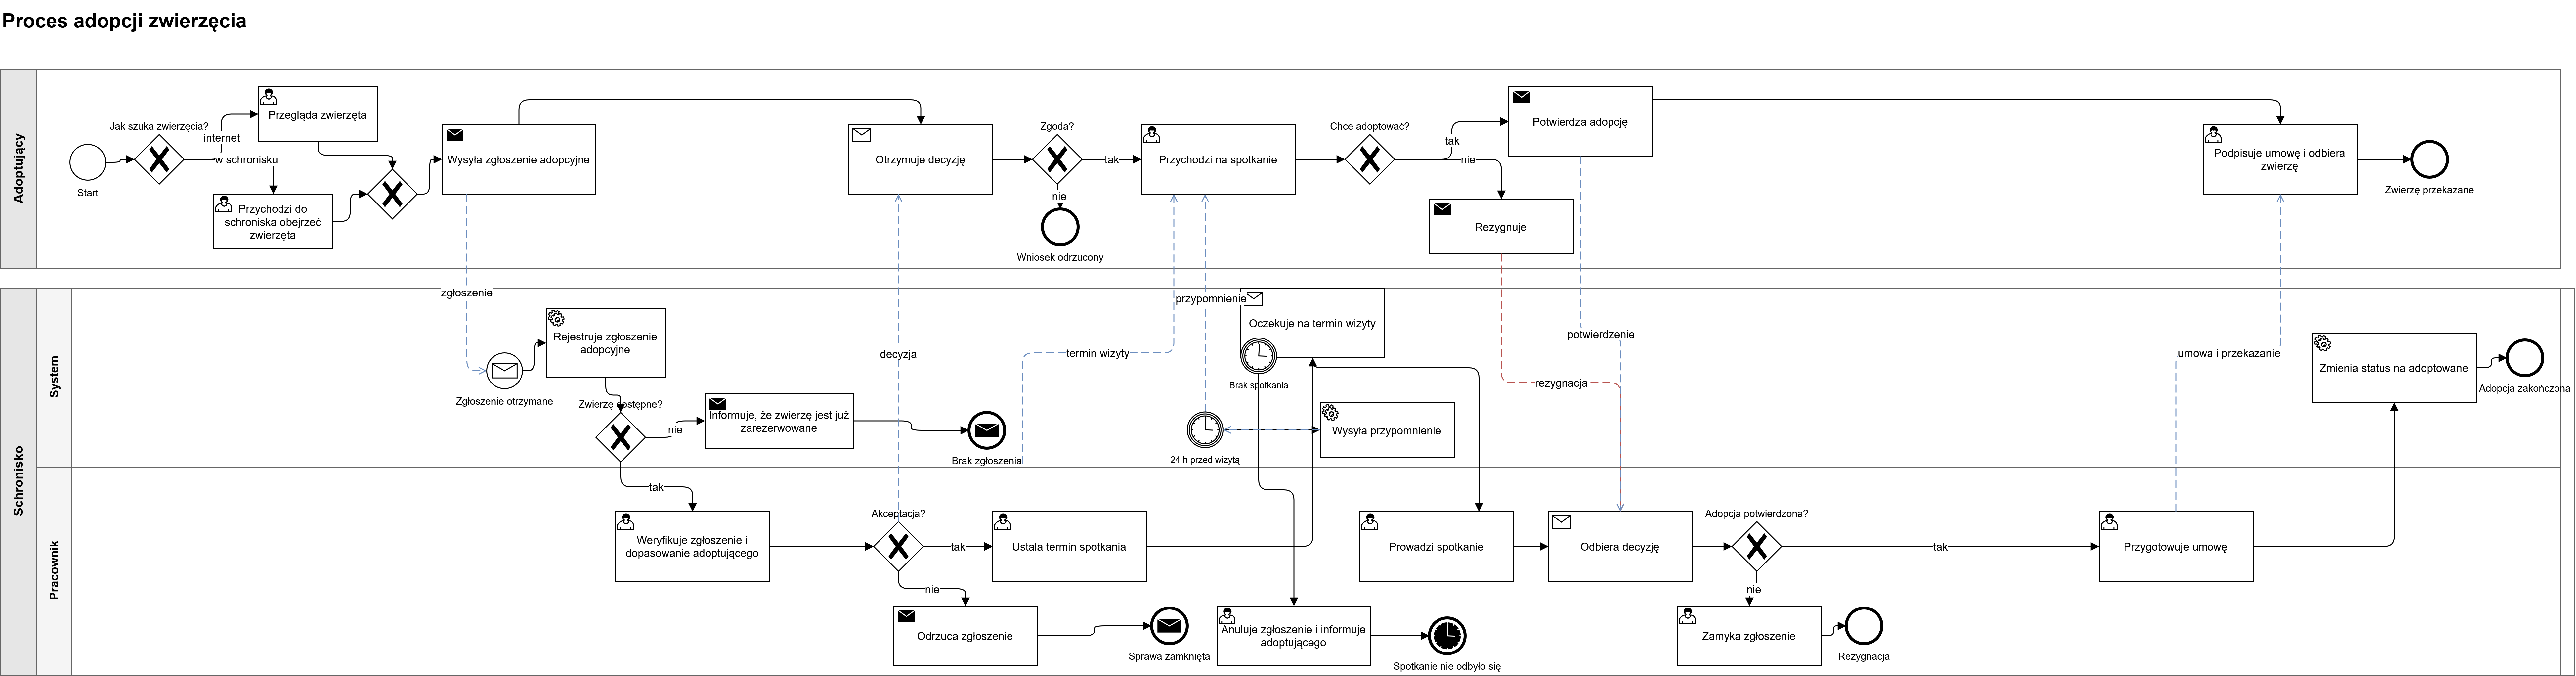 Proces adopcji zwierzęcia
Adoptujący
Start
Jak szuka zwierzęcia?
internet
w schronisku
Przegląda zwierzęta
Przychodzi do
schroniska obejrzeć
zwierzęta
Wysyła zgłoszenie adopcyjne
Otrzymuje decyzję
Zgoda?
tak
nie
Wniosek odrzucony
Przychodzi na spotkanie
Chce adoptować?
tak
nie
Potwierdza adopcję
Rezygnuje
Podpisuje umowę i odbiera
zwierzę
Zwierzę przekazane
Schronisko
System
zgłoszenie
Zgłoszenie otrzymane
Rejestruje zgłoszenie
adopcyjne
Zwierzę dostępne?
nie
Informuje, że zwierzę jest już
zarezerwowane
Brak zgłoszenia
decyzja
termin wizyty
przypomnienie
Oczekuje na termin wizyty
Brak spotkania
24 h przed wizytą
Wysyła przypomnienie
rezygnacja
potwierdzenie
umowa i przekazanie
Zmienia status na adoptowane
Adopcja zakończona
Pracownik
tak
Weryfikuje zgłoszenie i
dopasowanie adoptującego
Akceptacja?
tak
nie
Ustala termin spotkania
Odrzuca zgłoszenie
Sprawa zamknięta
Anuluje zgłoszenie i informuje
adoptującego
Spotkanie nie odbyło się
Prowadzi spotkanie
Odbiera decyzję
Adopcja potwierdzona?
tak
nie
Zamyka zgłoszenie
Rezygnacja
Przygotowuje umowę